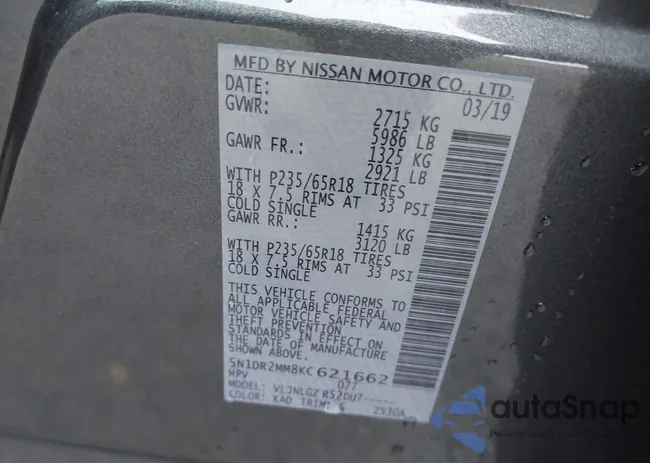 MFD BY NISSAN MOTOR CO., LTD.
DATE: 03/19
GVWR: 2715 KG
5986 LB
GAWR FR.: 1325 KG
2921 LB
WITH P235/65R18 TIRES
18 X 7.5 RIMS AT 33 PSI
COLD SINGLE
GAWR RR.: 1415 KG
3120 LB
WITH P235/65R18 TIRES
18 X 7.5 RIMS AT 33 PSI
COLD SINGLE
THIS VEHICLE CONFORMS TO
ALL APPLICABLE FEDERAL
MOTOR VEHICLE SAFETY AND
THEFT PREVENTION
STANDARDS IN EFFECT ON
THE DATE OF MANUFACTURE
SHOWN ABOVE.
5N1DR2MM8KC621662
MPV 077
MODEL:
COLOR: KAD TRIM: G
autoSnap